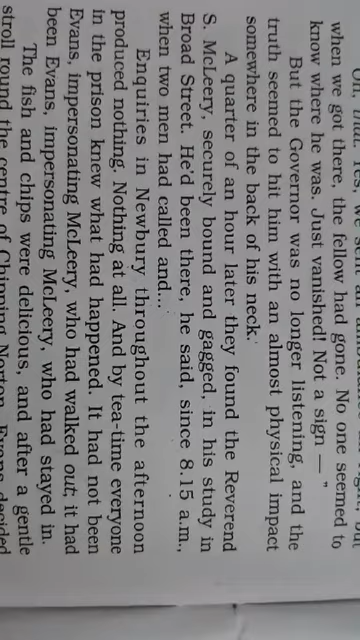 when we got there, the fellow had gone. No one seemed to
know where he was. Just vanished! Not a sign — "
But the Governor was no longer listening, and the
truth seemed to hit him with an almost physical impact
somewhere in the back of his neck.
A quarter of an hour later they found the Reverend
S. McLeery, securely bound and gagged, in his study in
Broad Street. He'd been there, he said, since 8.15 a.m.,
when two men had called and...
Enquiries in Newbury throughout the afternoon
produced nothing. Nothing at all. And by tea-time everyone
in the prison knew what had happened. It had not been
Evans, impersonating McLeery, who had walked out; it had
been Evans, impersonating McLeery, who had stayed in.
The fish and chips were delicious, and after a gentle
stroll round the centre of Chipping Norton, Evans decided